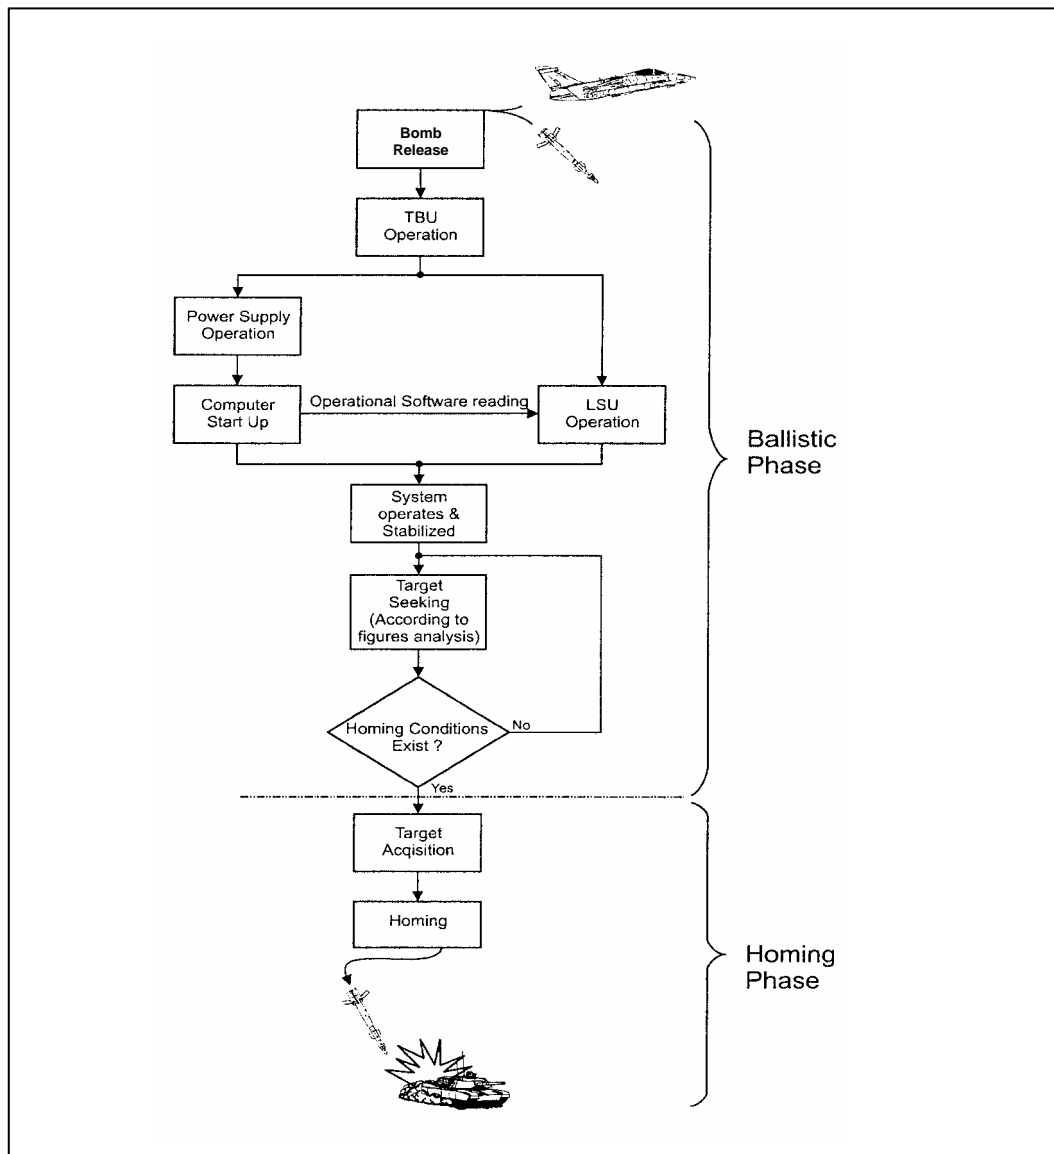 Bomb
Release
TBU
Operation
Power Supply
Operation
Computer
Start Up
Operational Software reading
LSU
Operation
Ballistic
Phase
System
operates &
Stabilized
Target
Seeking
(According to
figures analysis)
Homing Conditions
Exist ?
No
Yes
Target
Acqisition
Homing
Homing
Phase